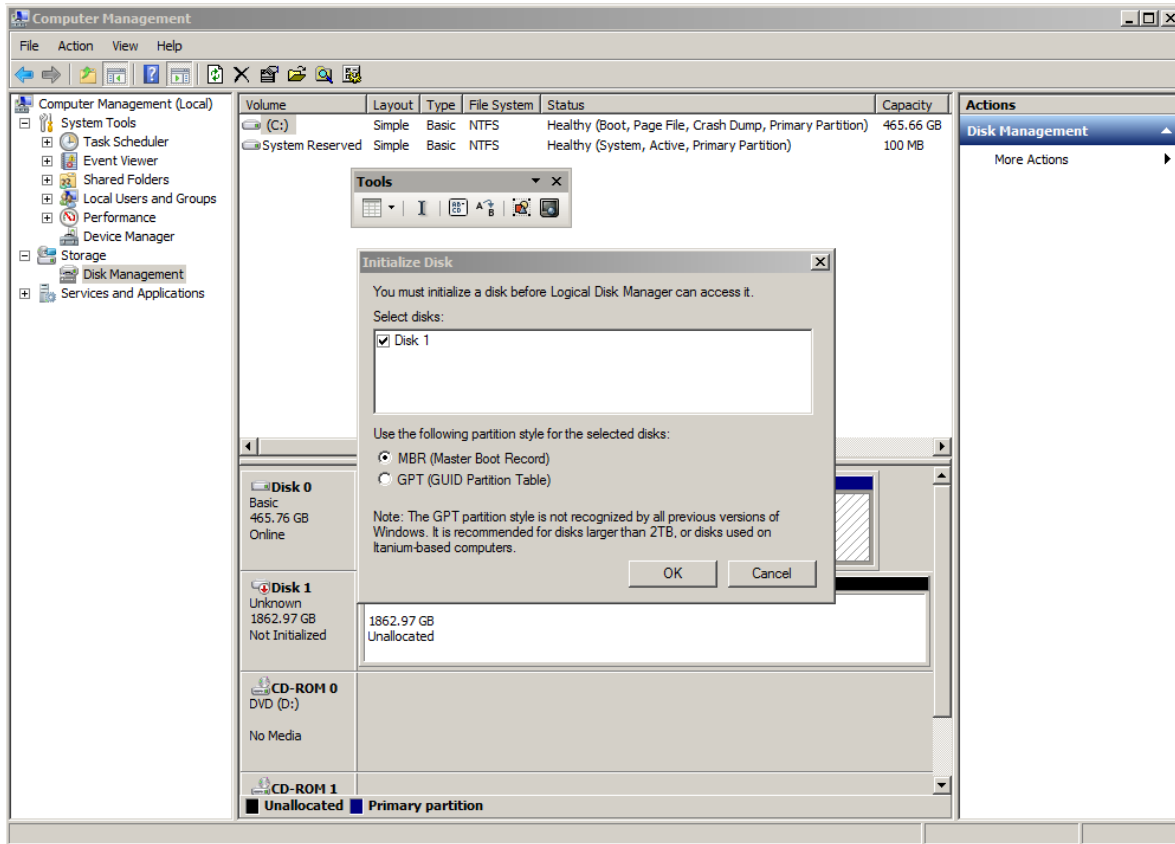 Computer Management
File Action View Help
Computer Management (Local)
System Tools
Task Scheduler
Event Viewer
Shared Folders
Local Users and Groups
Performance
Device Manager
Storage
Disk Management
Services and Applications
Volume Layout Type File System Status Capacity
(C:) Simple Basic NTFS Healthy (Boot, Page File, Crash Dump, Primary Partition) 465.66 GB
System Reserved Simple Basic NTFS Healthy (System, Active, Primary Partition) 100 MB
Tools
Initialize Disk
You must initialize a disk before Logical Disk Manager can access it.
Select disks:
Disk 1
Use the following partition style for the selected disks:
MBR (Master Boot Record)
GPT (GUID Partition Table)
Note: The GPT partition style is not recognized by all previous versions of
Windows. It is recommended for disks larger than 2TB, or disks used on
Itanium-based computers.
OK Cancel
Disk 0
Basic
465.76 GB
Online
Disk 1
Unknown
1862.97 GB
Not Initialized
1862.97 GB
Unallocated
CD-ROM 0
DVD (D:)
No Media
CD-ROM 1
Unallocated Primary partition
Actions
Disk Management
More Actions